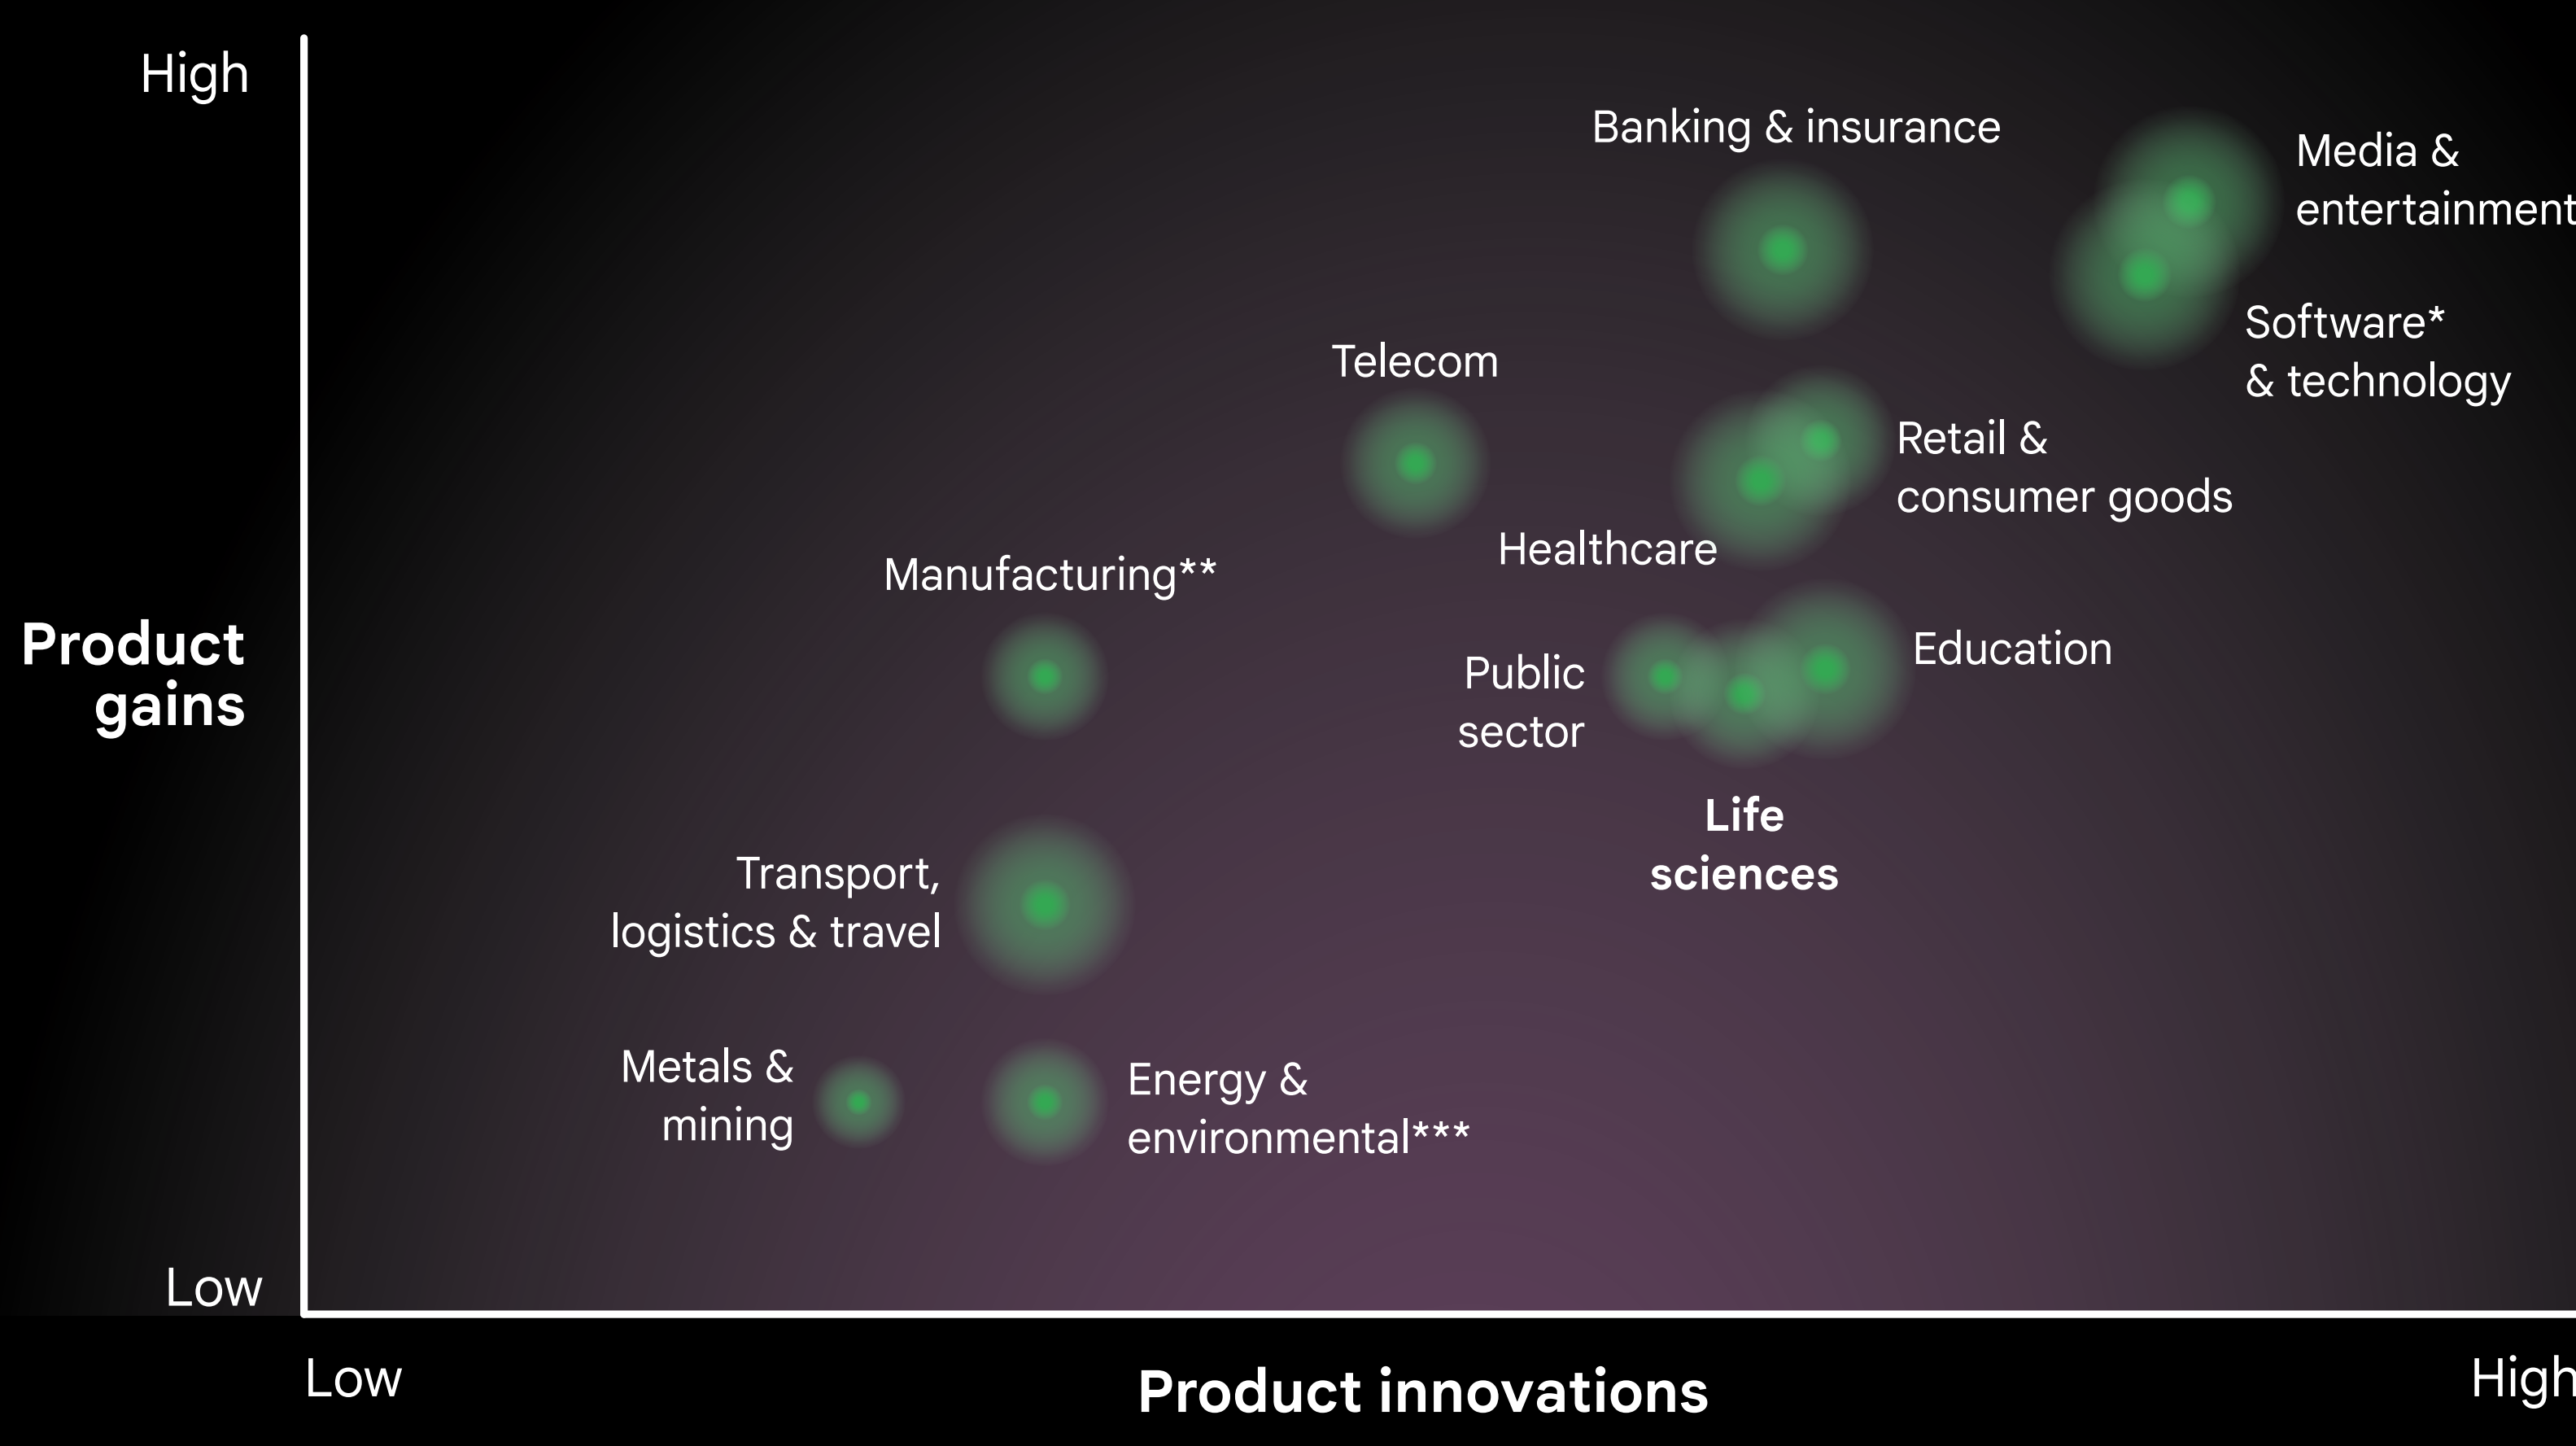 High
Banking & insurance
Media &
entertainment
Software*
& technology
Telecom
Retail &
consumer goods
Healthcare
Manufacturing**
Product
gains
Public
sector
Education
Life
sciences
Transport,
logistics & travel
Metals &
mining
Energy &
environmental***
Low
Low
Product innovations
High